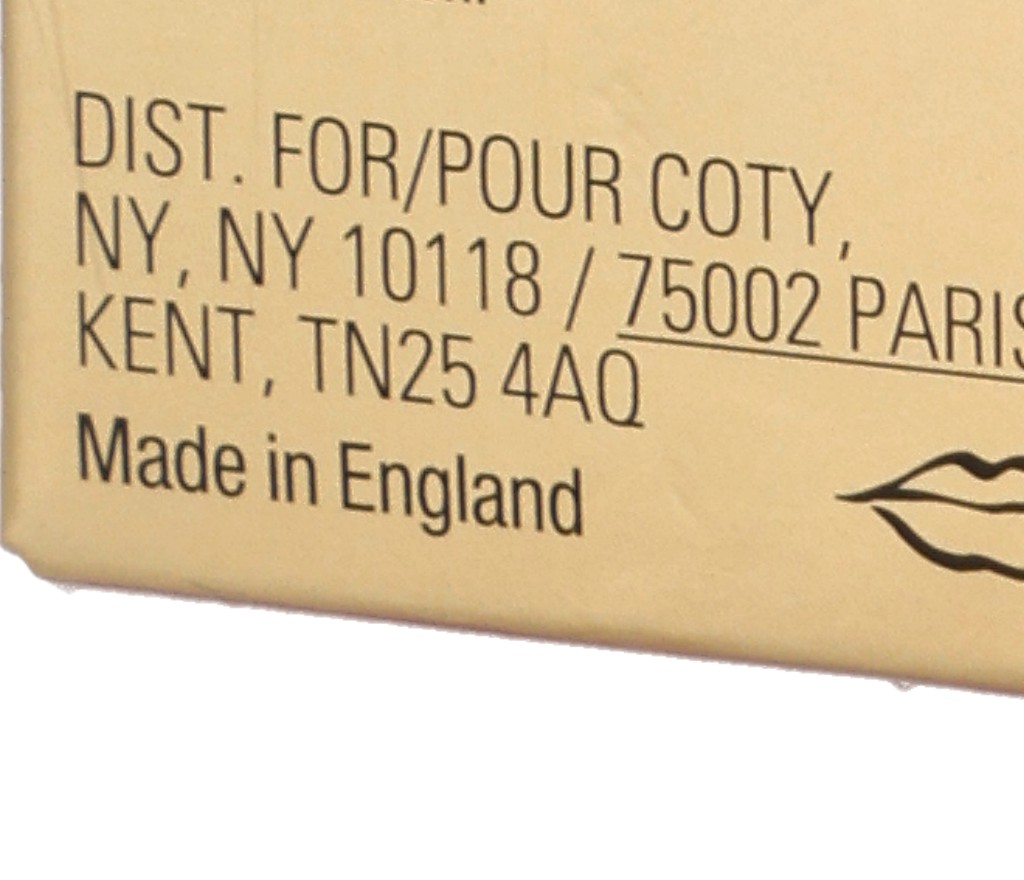 DIST. FOR/POUR COTY,
NY, NY 10118 / 75002 PARIS
KENT, TN25 4AQ
Made in England